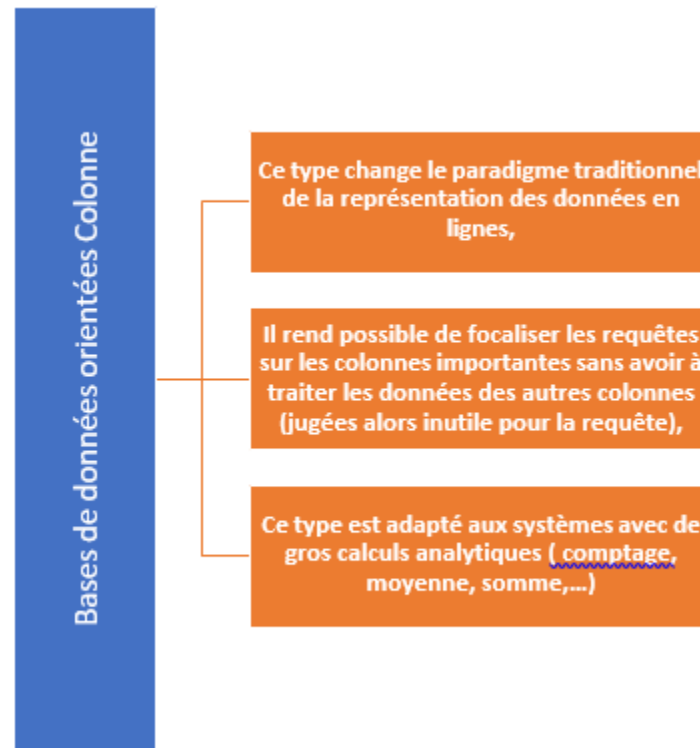 Bases de données orientées Colonne
Ce type change le paradigme traditionnel
de la représentation des données en
lignes,
Il rend possible de focaliser les requêtes
sur les colonnes importantes sans avoir à
traiter les données des autres colonnes
(jugées alors inutile pour la requête),
Ce type est adapté aux systèmes avec de
gros calculs analytiques ( comptage,
moyenne, somme,...)